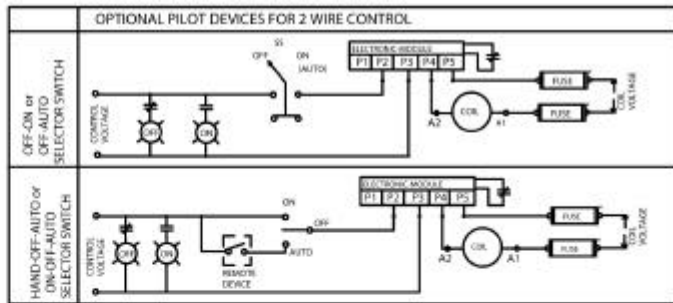 OPTIONAL PILOT DEVICES FOR 2 WIRE CONTROL
OFF-ON or
OFF-AUTO
SELECTOR SWITCH
CONTROL
VOLTAGE
OFF
ON
SS
OFF
ON
(AUTO)
ELECTRONIC MODULE
P1 P2 P3 P4 P5
A2
COIL
A1
FUSE
FUSE
COIL
VOLTAGE
HAND-OFF-AUTO or
ON-OFF-AUTO
SELECTOR SWITCH
CONTROL
VOLTAGE
OFF
ON
REMOTE
DEVICE
ON
OFF
AUTO
ELECTRONIC MODULE
P1 P2 P3 P4 P5
A2
COIL
A1
FUSE
FUSE
COIL
VOLTAGE